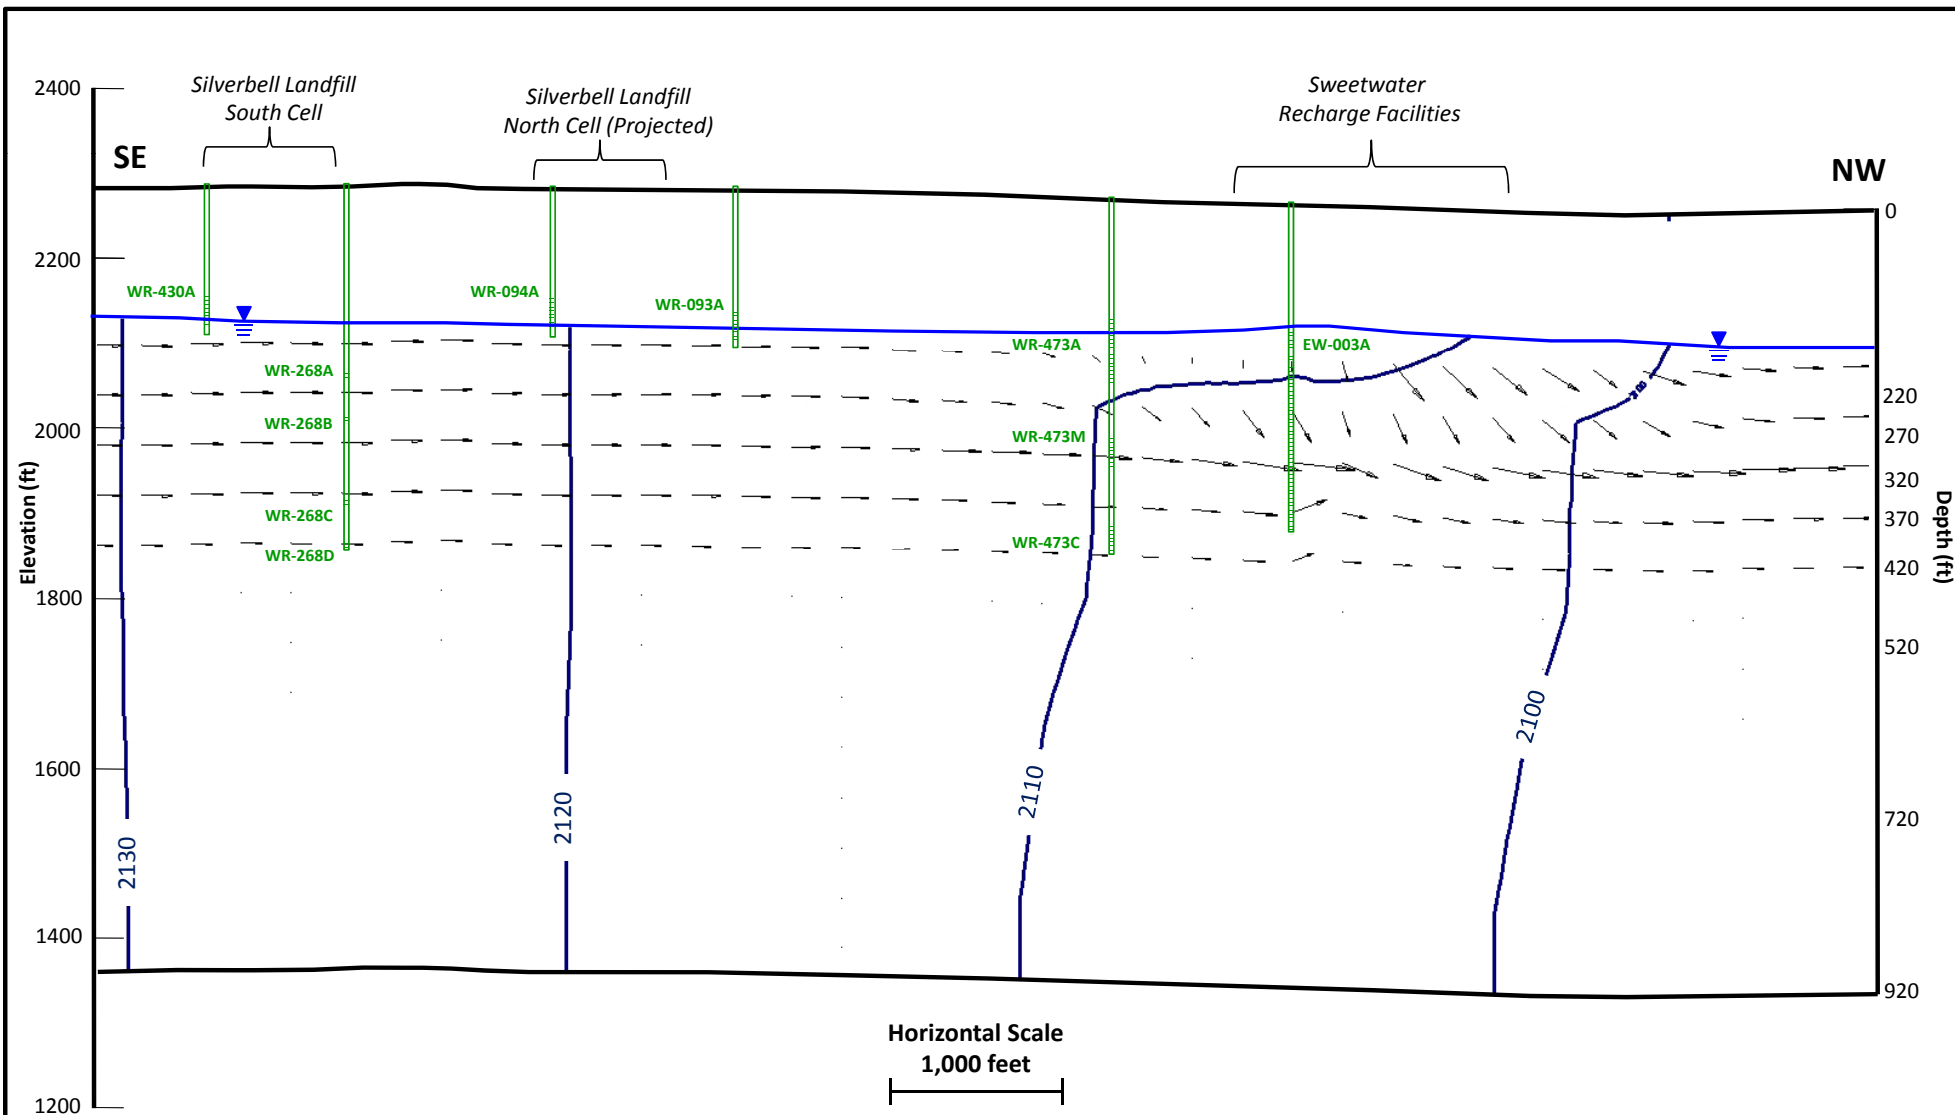 Silverbell Landfill
South Cell
Silverbell Landfill
North Cell (Projected)
Sweetwater
Recharge Facilities
SE
NW
2400
2200
2000
1800
1600
1400
1200
Elevation (ft)
0
220
270
320
370
420
520
720
920
Depth (ft)
WR-430A
WR-268A
WR-268B
WR-268C
WR-268D
WR-094A
WR-093A
WR-473A
WR-473M
WR-473C
EW-003A
2130
2120
2110
2100
Horizontal Scale
1,000 feet